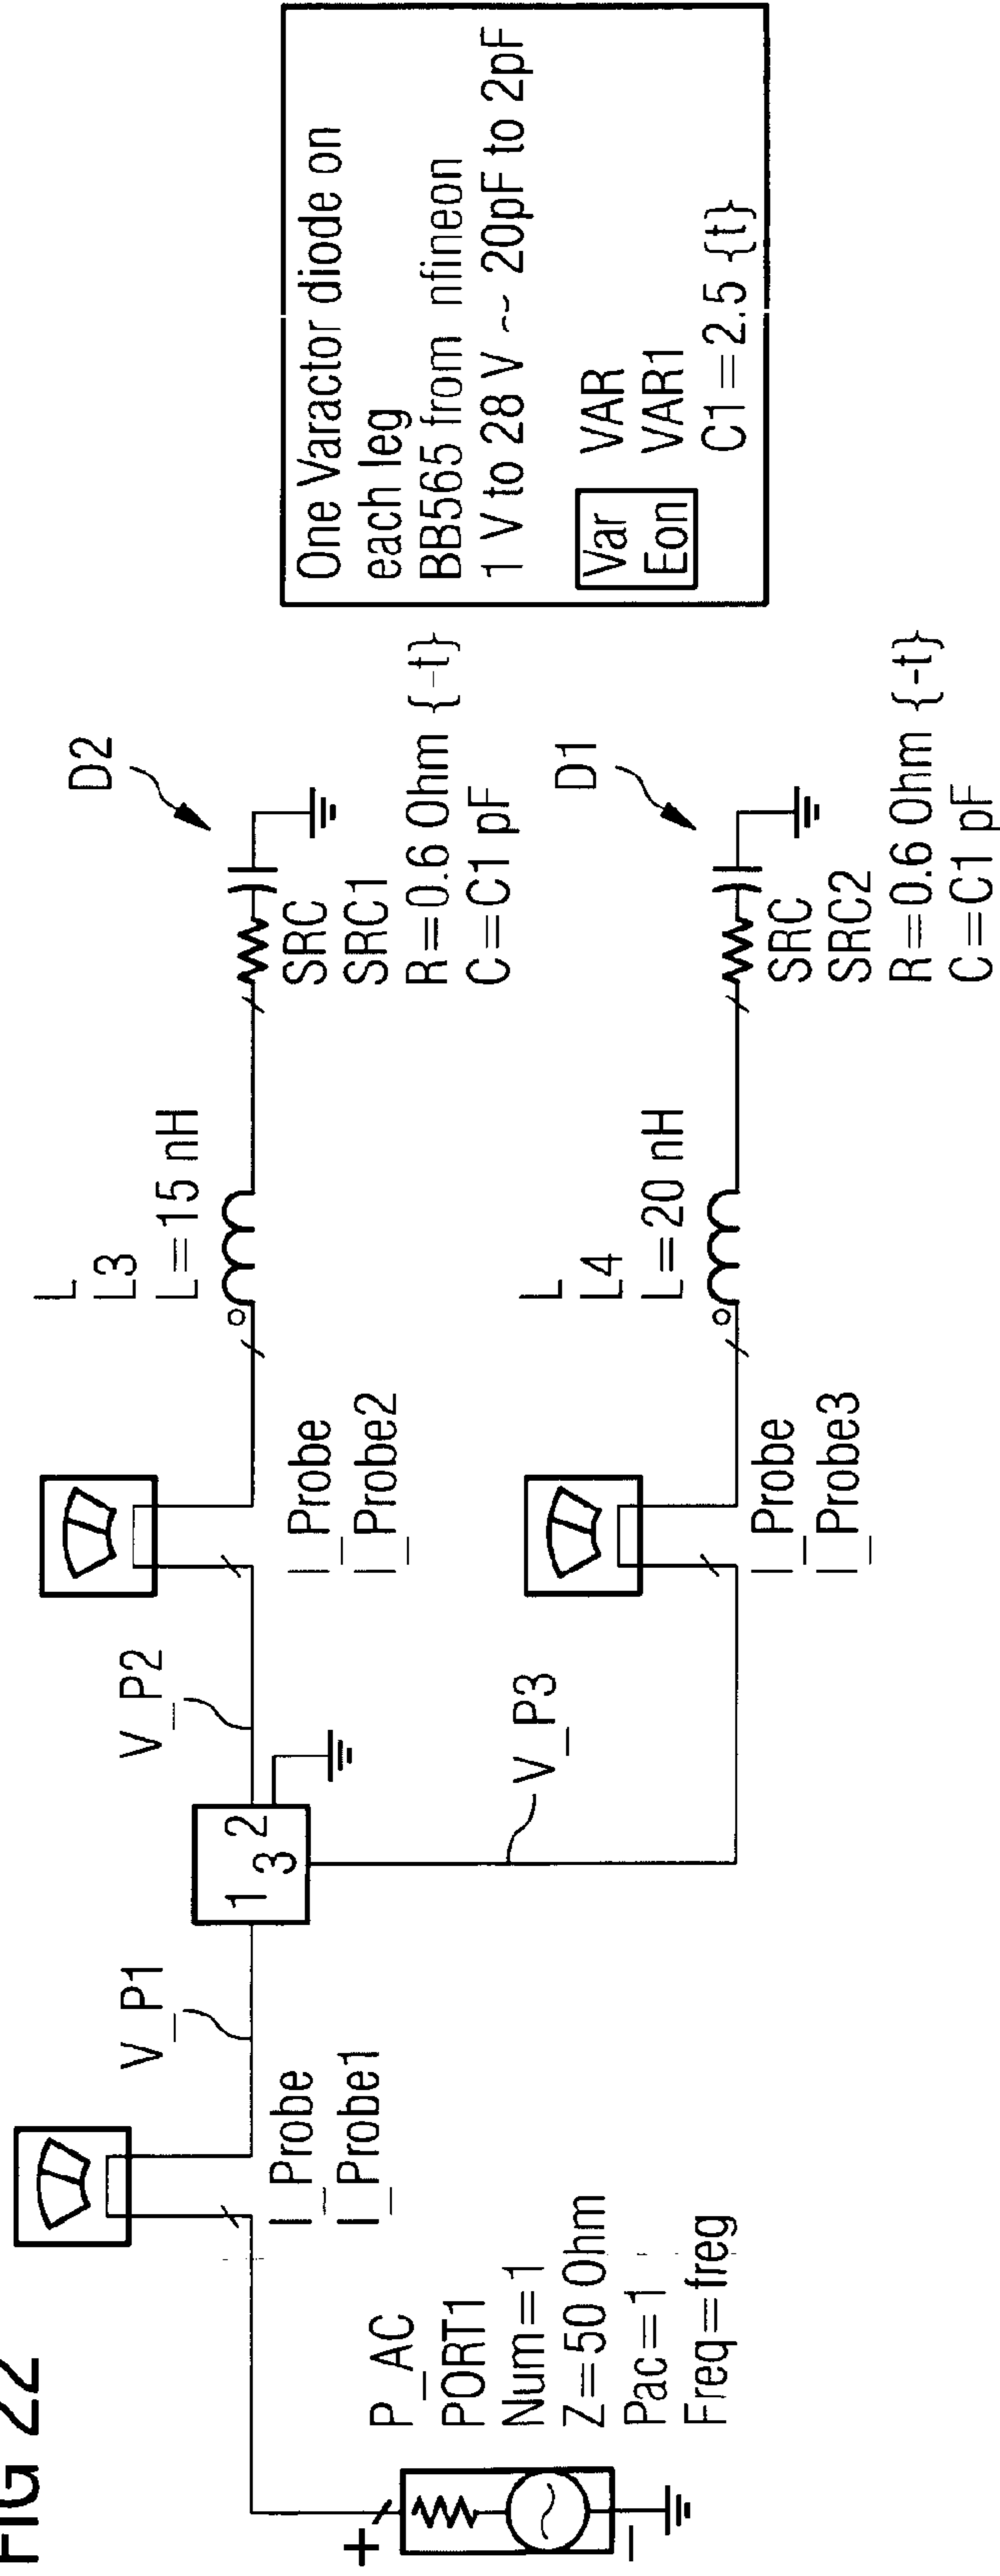 FIG 22
P_AC
PORT1
Num=1
Z=50 Ohm
Pac=1
Freq=freg
+
−
I_Probe
I_Probe1
V_P1
1 2
3
V_P2
V_P3
I_Probe
I_Probe2
L
L3
L=15 nH
D2
SRC
SRC1
R=0.6 Ohm {-t}
C=C1 pF
I_Probe
I_Probe3
L
L4
L=20 nH
D1
SRC
SRC2
R=0.6 Ohm {-t}
C=C1 pF
One Varactor diode on
each leg
BB565 from nfineon
1 V to 28 V ~ 20pF to 2pF
Var
Eon
VAR
VAR1
C1=2.5 {t}